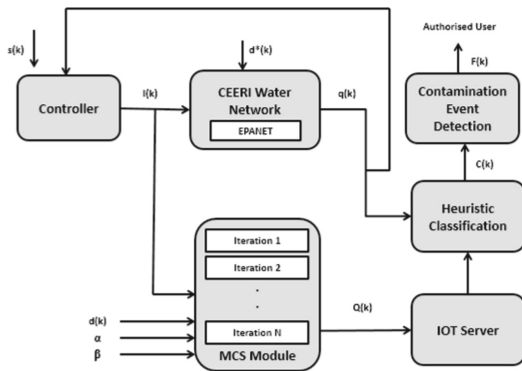 Authorised User
s(k)
d*(k)
F(k)
Controller
I(k)
CEERI Water
Network
EPANET
q(k)
Contamination
Event
Detection
C(k)
Heuristic
Classification
Iteration 1
Iteration 2
.
.
Iteration N
MCS Module
d(k)
α
β
Q(k)
IOT Server